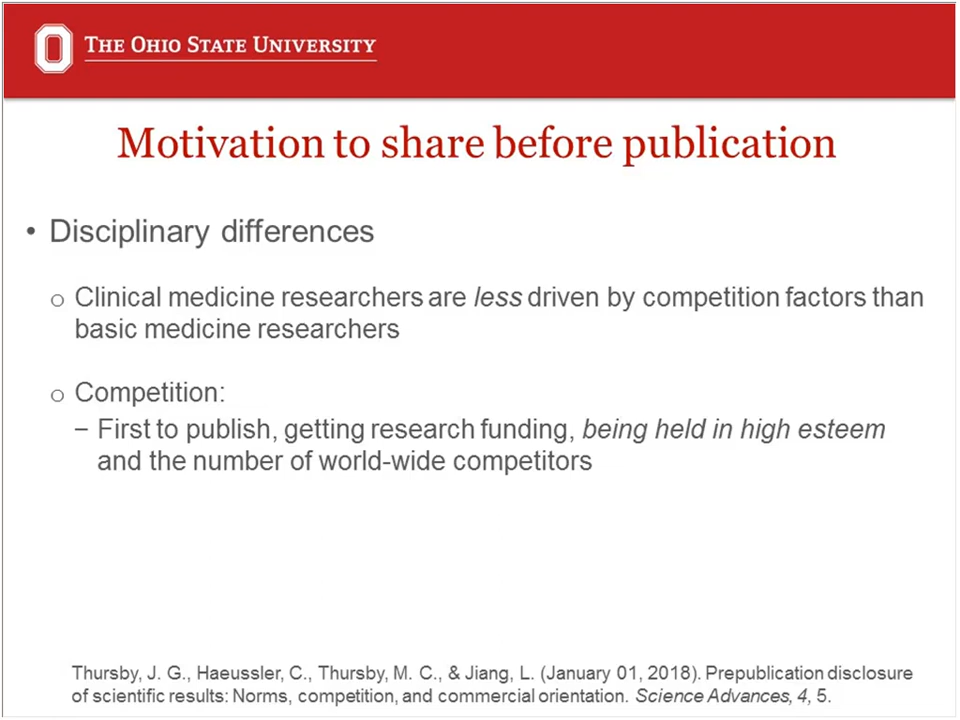 THE OHIO STATE UNIVERSITY
Motivation to share before publication
• Disciplinary differences
o Clinical medicine researchers are less driven by competition factors than
basic medicine researchers
o Competition:
− First to publish, getting research funding, being held in high esteem
and the number of world-wide competitors
Thursby, J. G., Haeussler, C., Thursby, M. C., & Jiang, L. (January 01, 2018). Prepublication disclosure
of scientific results: Norms, competition, and commercial orientation. Science Advances, 4, 5.